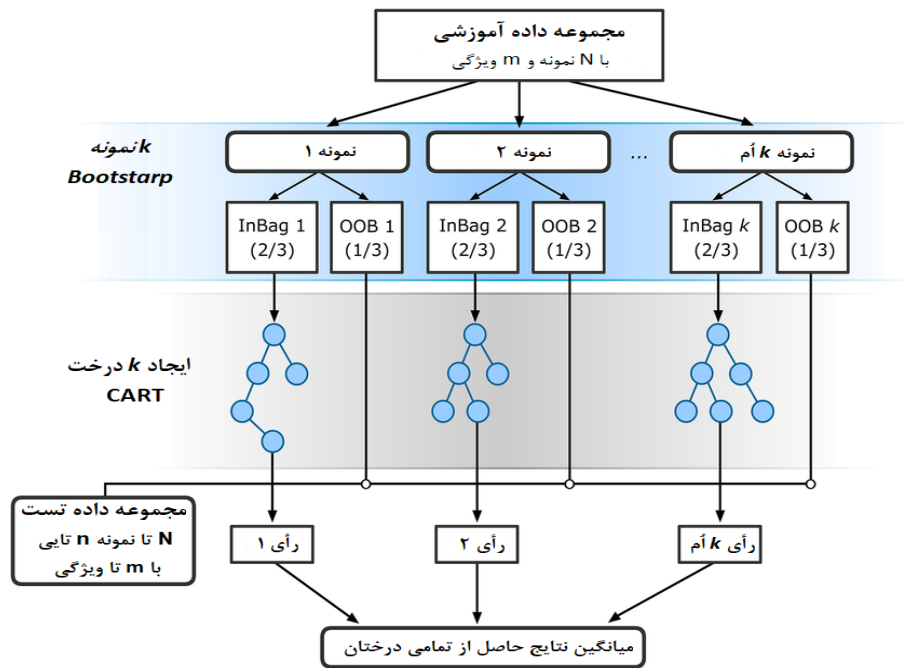 مجموعه داده آموزشی
با N نمونه و m ویژگی
k نمونه
Bootstarp
نمونه ۱
نمونه ۲
...
نمونه k اُم
InBag 1
(2/3)
OOB 1
(1/3)
InBag 2
(2/3)
OOB 2
(1/3)
InBag k
(2/3)
OOB k
(1/3)
ایجاد k درخت
CART
مجموعه داده تست
N تا نمونه n تایی
با m تا ویژگی
رأی ۱
رأی ۲
رأی k اُم
میانگین نتایج حاصل از تمامی درختان